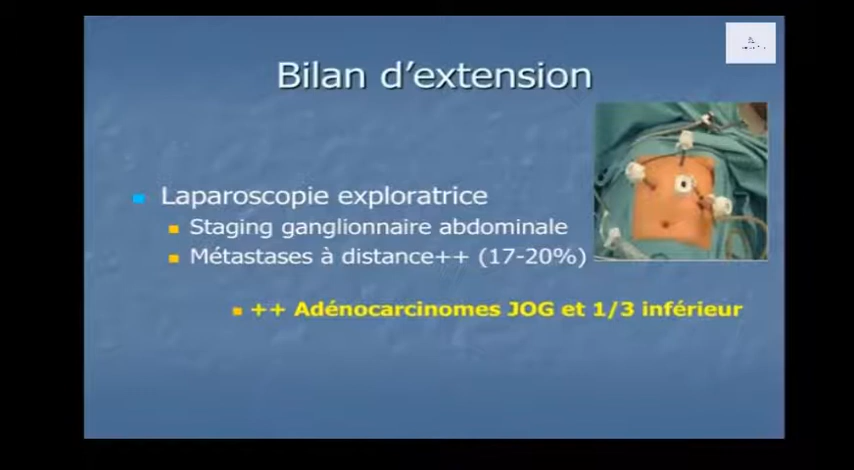 Bilan d'extension
Laparoscopie exploratrice
Staging ganglionnaire abdominale
Métastases à distance++ (17-20%)
++ Adénocarcinomes JOG et 1/3 inférieur